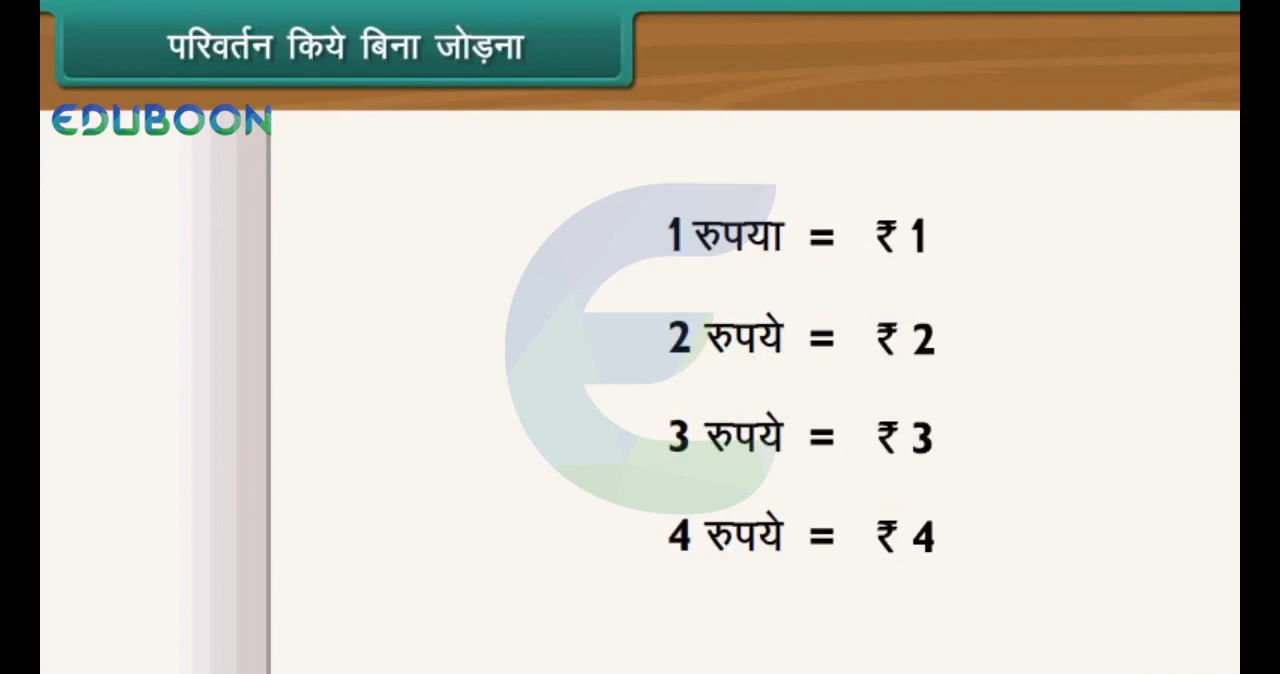 परिवर्तन किये बिना जोड़ना
EDUBOON
1 रुपया = ₹ 1
2 रुपये = ₹ 2
3 रुपये = ₹ 3
4 रुपये = ₹ 4